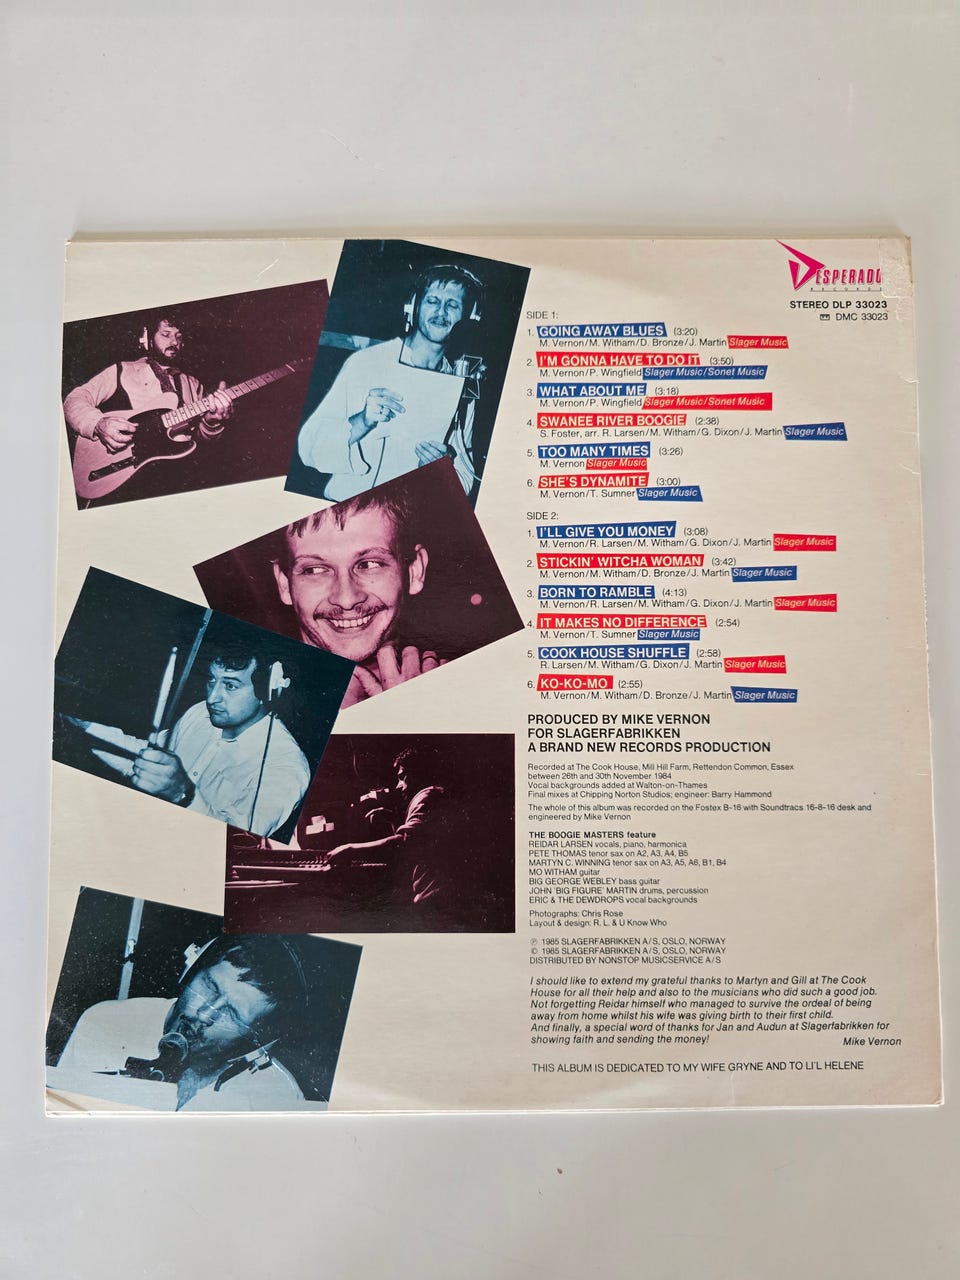 DESPERADO
RECORDS
STEREO DLP 33023
DMC 33023
SIDE 1:
1. GOING AWAY BLUES (3:20)
M. Vernon/M. Witham/D. Bronze/J. Martin Slager Music
2. I'M GONNA HAVE TO DO IT (3:50)
M. Vernon/P. Wingfield Slager Music/Sonet Music
3. WHAT ABOUT ME (3:18)
M. Vernon/P. Wingfield Slager Music/Sonet Music
4. SWANEE RIVER BOOGIE (2:38)
S. Foster, arr. R. Larsen/M. Witham/G. Dixon/J. Martin Slager Music
5. TOO MANY TIMES (3:26)
M. Vernon Slager Music
6. SHE'S DYNAMITE (3:00)
M. Vernon/T. Sumner Slager Music
SIDE 2:
1. I'LL GIVE YOU MONEY (3:08)
M. Vernon/R. Larsen/M. Witham/G. Dixon/J. Martin Slager Music
2. STICKIN' WITCHA WOMAN (3:42)
M. Vernon/M. Witham/D. Bronze/J. Martin Slager Music
3. BORN TO RAMBLE (4:13)
M. Vernon/R. Larsen/M. Witham/G. Dixon/J. Martin Slager Music
4. IT MAKES NO DIFFERENCE (2:54)
M. Vernon/T. Sumner Slager Music
5. COOK HOUSE SHUFFLE (2:58)
R. Larsen/M. Witham/G. Dixon/J. Martin Slager Music
6. KO-KO-MO (2:55)
M. Vernon/M. Witham/D. Bronze/J. Martin Slager Music
PRODUCED BY MIKE VERNON
FOR SLAGERFABRIKKEN
A BRAND NEW RECORDS PRODUCTION
Recorded at The Cook House, Mill Hill Farm, Rettendon Common, Essex
between 26th and 30th November 1984
Vocal backgrounds added at Walton-on-Thames
Final mixes at Chipping Norton Studios; engineer: Barry Hammond
The whole of this album was recorded on the Fostex B-16 with Soundtracs 16-8-16 desk and
engineered by Mike Vernon
THE BOOGIE MASTERS feature
REIDAR LARSEN vocals, piano, harmonica
PETE THOMAS tenor sax on A2, A3, A4, B5
MARTYN C. WINNING tenor sax on A3, A5, A6, B1, B4
MO WITHAM guitar
BIG GEORGE WEBLEY bass guitar
JOHN 'BIG FIGURE' MARTIN drums, percussion
ERIC & THE DEWDROPS vocal backgrounds
Photographs: Chris Rose
Layout & design: R. L. & U Know Who
℗ 1985 SLAGERFABRIKKEN A/S, OSLO, NORWAY
© 1985 SLAGERFABRIKKEN A/S, OSLO, NORWAY
DISTRIBUTED BY NONSTOP MUSICSERVICE A/S
I should like to extend my grateful thanks to Martyn and Gill at The Cook
House for all their help and also to the musicians who did such a good job.
Not forgetting Reidar himself who managed to survive the ordeal of being
away from home whilst his wife was giving birth to their first child.
And finally, a special word of thanks for Jan and Audun at Slagerfabrikken for
showing faith and sending the money!
Mike Vernon
THIS ALBUM IS DEDICATED TO MY WIFE GRYNE AND TO LI'L HELENE